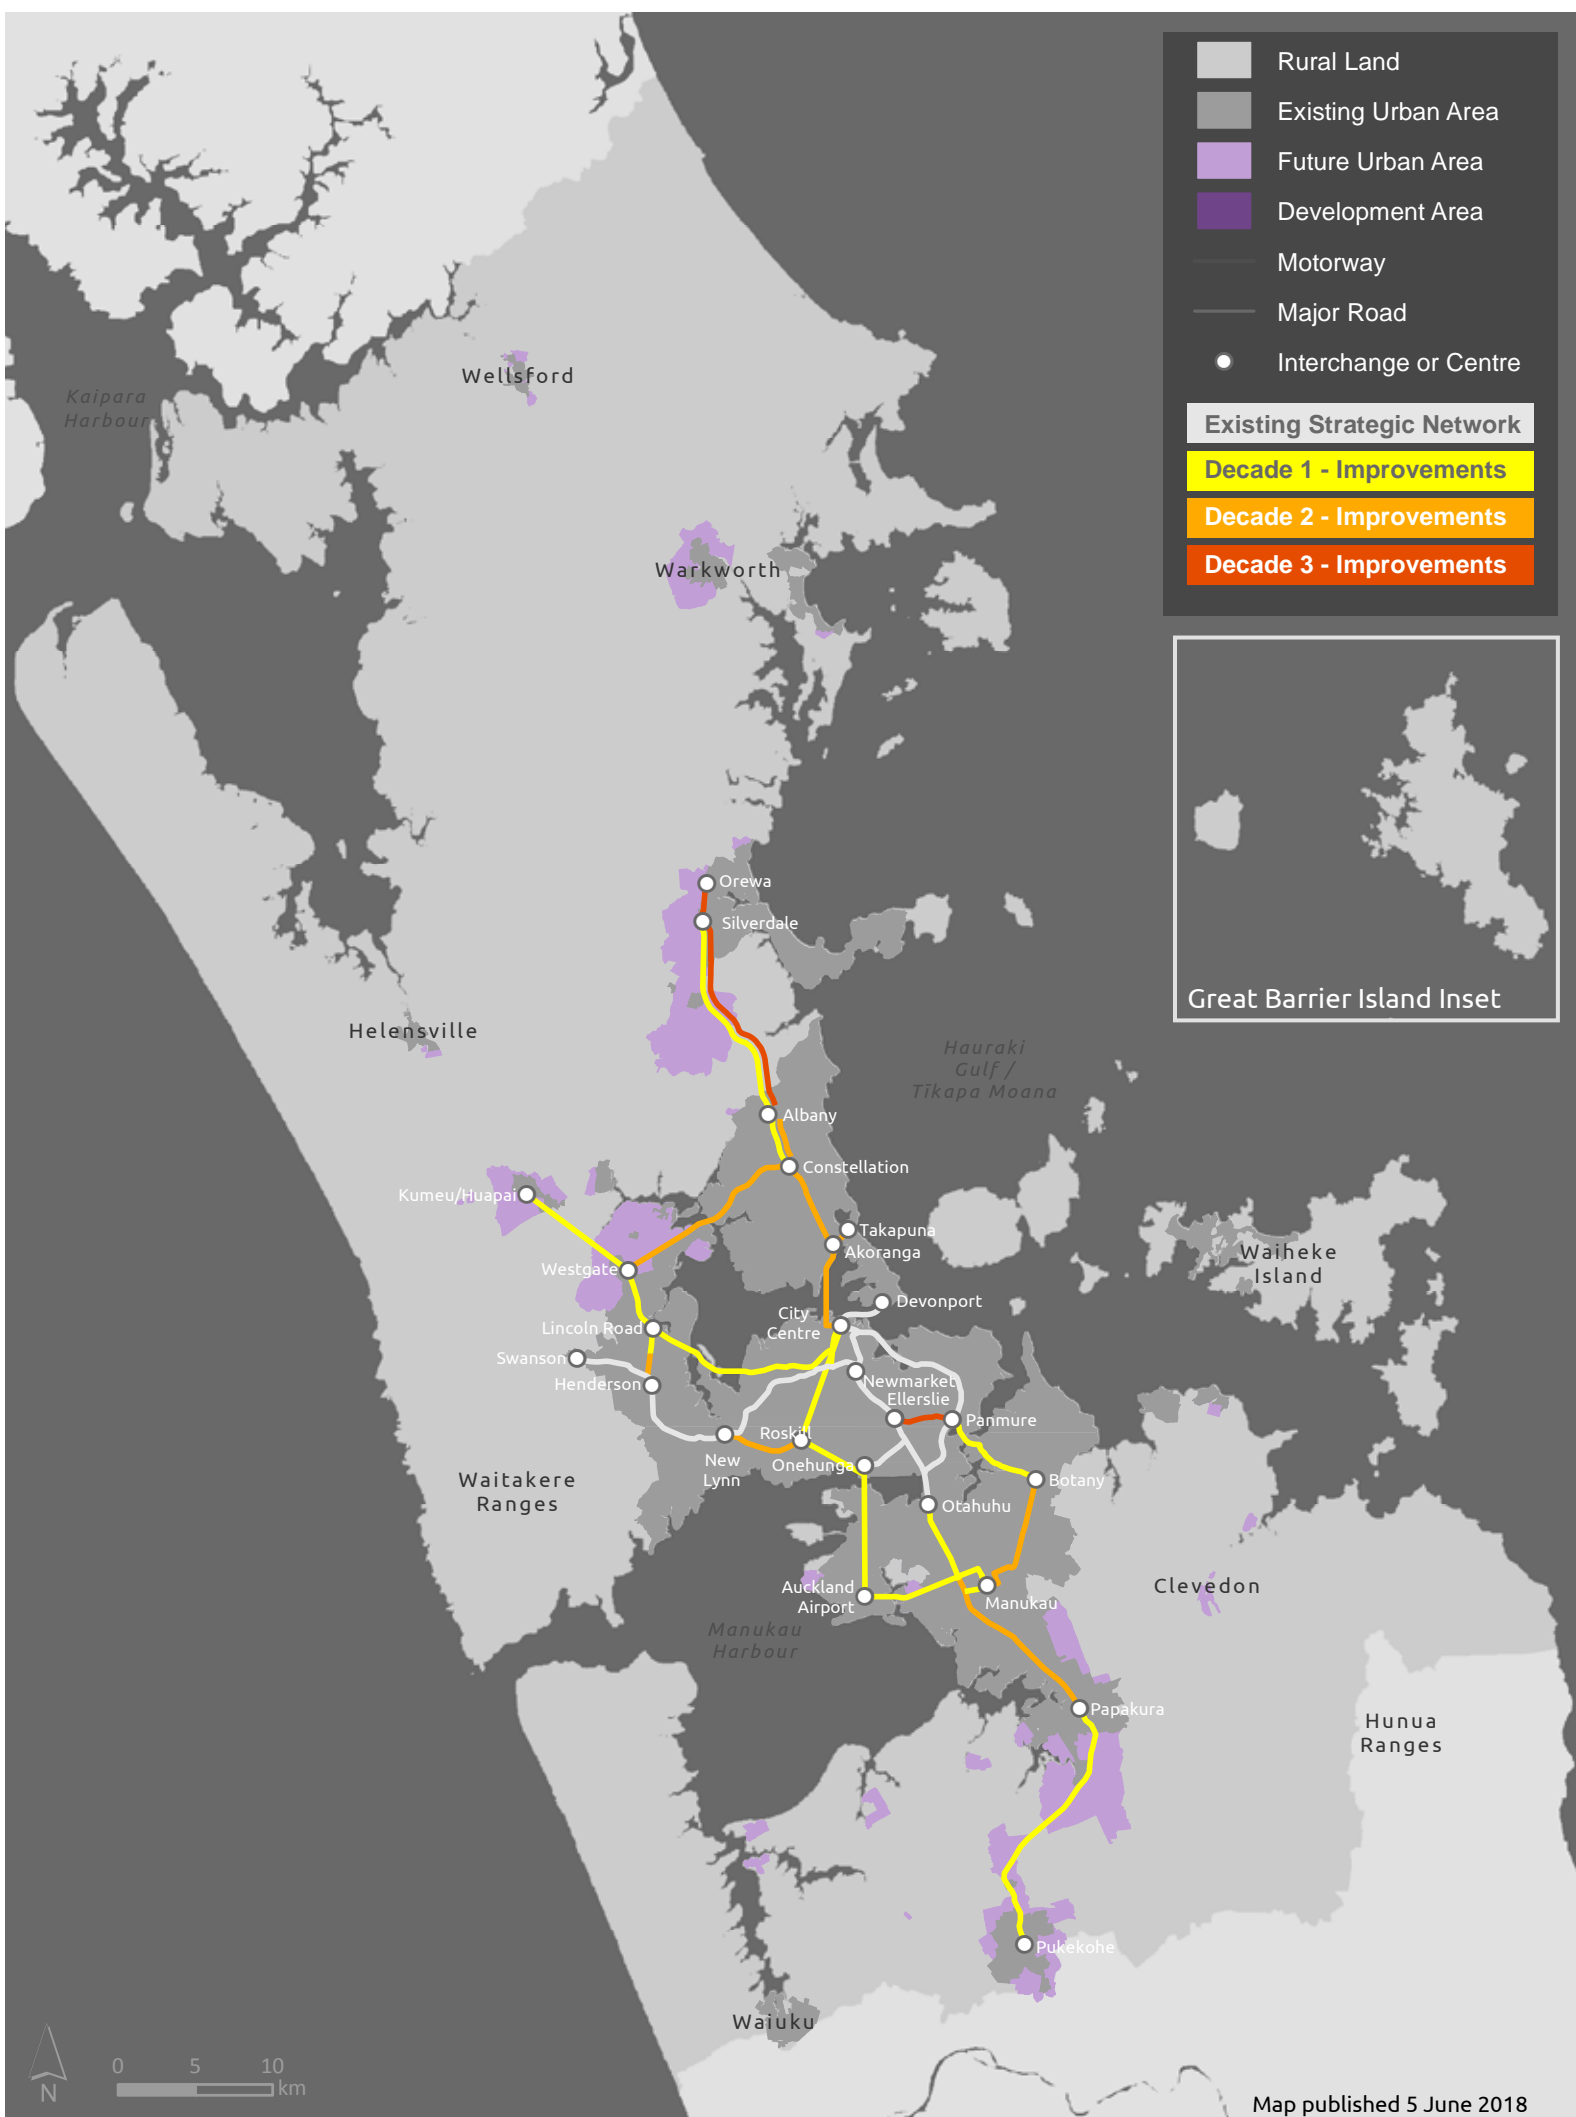 Rural Land
Existing Urban Area
Future Urban Area
Development Area
Motorway
Major Road
Interchange or Centre
Existing Strategic Network
Decade 1 - Improvements
Decade 2 - Improvements
Decade 3 - Improvements
Wellsford
Kaipara
Harbour
Warkworth
Great Barrier Island Inset
Orewa
Silverdale
Helensville
Hauraki
Gulf /
Tīkapa Moana
Albany
Constellation
Kumeu/Huapai
Takapuna
Akoranga
Waiheke
Island
Westgate
Devonport
City
Centre
Lincoln Road
Swanson
Henderson
Newmarket
Ellerslie
Panmure
Roskill
New
Lynn
Onehunga
Botany
Waitakere
Ranges
Otahuhu
Auckland
Airport
Manukau
Clevedon
Manukau
Harbour
Papakura
Hunua
Ranges
Pukekohe
Waiuku
N
0 5 10
km
Map published 5 June 2018